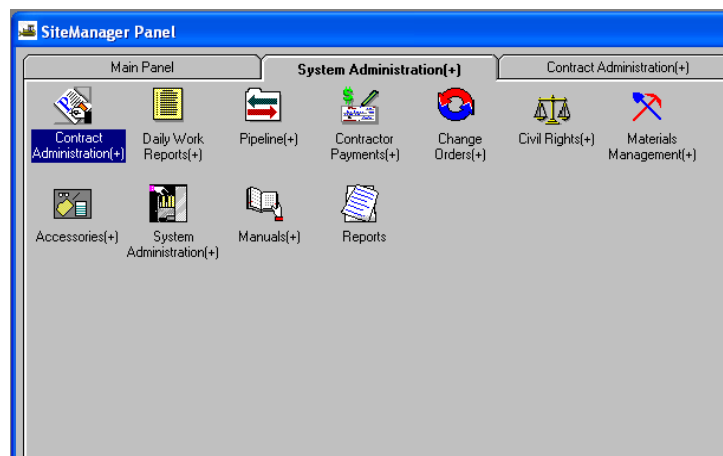 SiteManager Panel
Main Panel
System Administration(+)
Contract Administration(+)
Contract
Administration(+)
Daily Work
Reports(+)
Pipeline(+)
Contractor
Payments(+)
Change
Orders(+)
Civil Rights(+)
Materials
Management(+)
Accessories(+)
System
Administration(+)
Manuals(+)
Reports